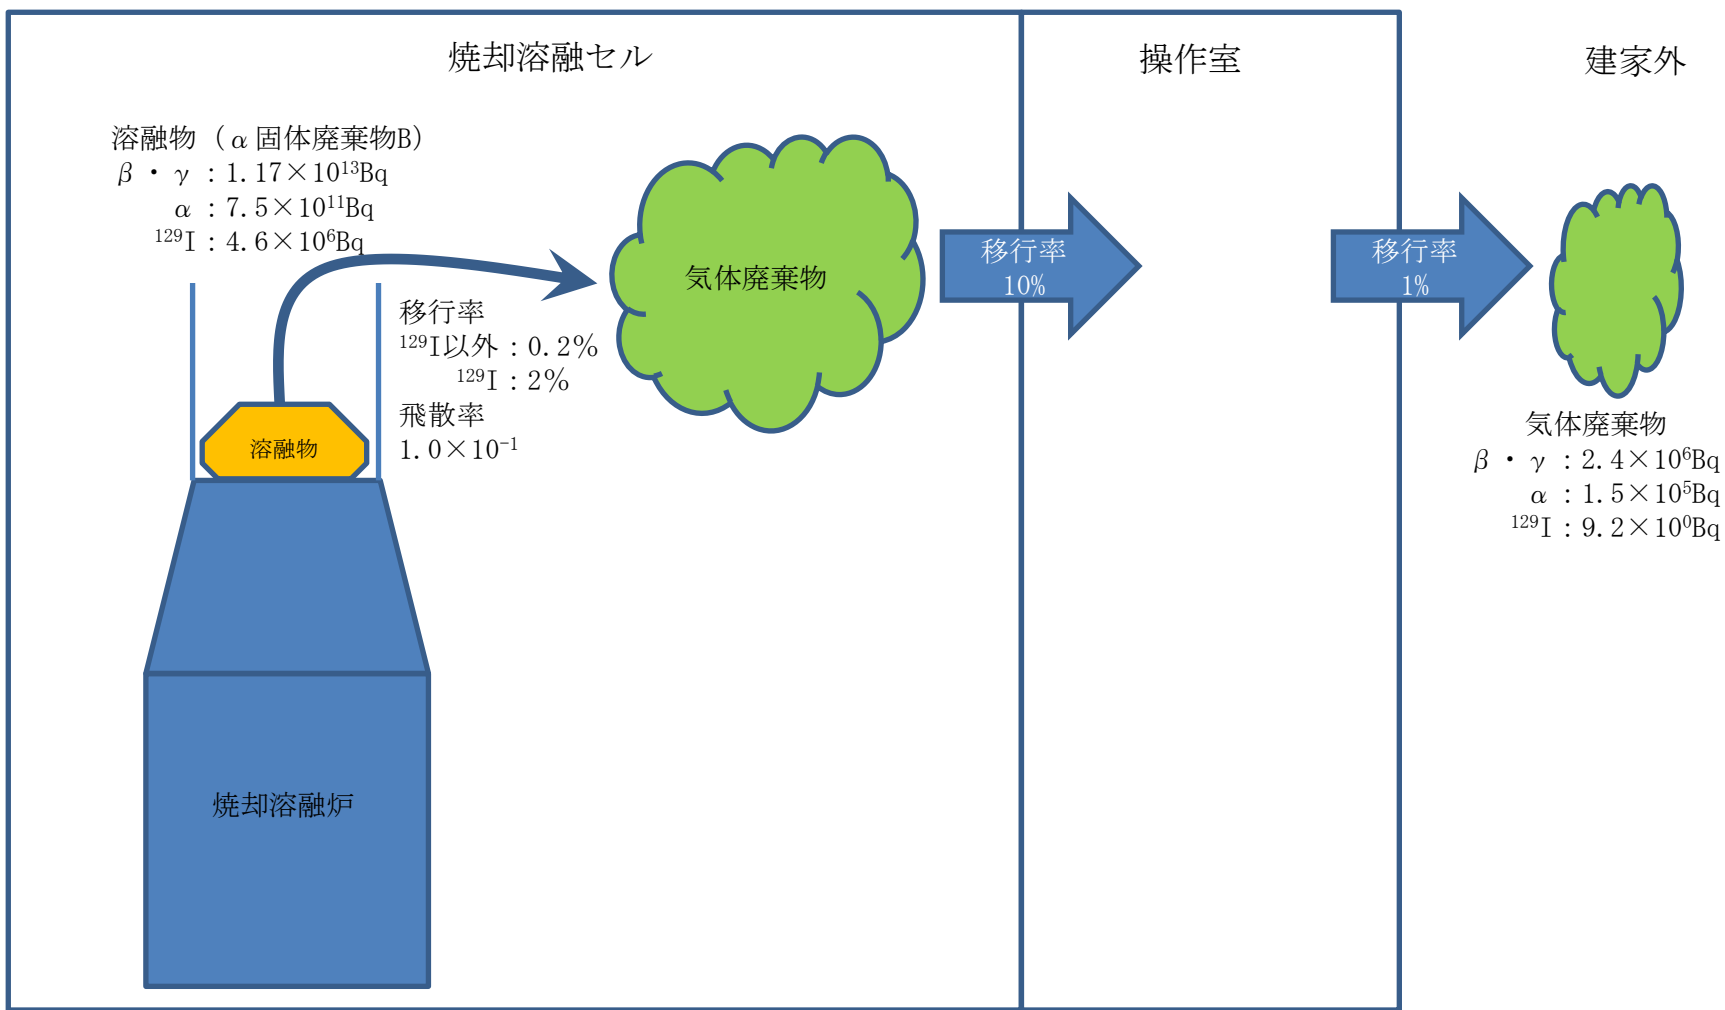 焼却溶融セル
操作室
建家外
溶融物（α固体廃棄物B）
β・γ：1.17×10¹³Bq
α：7.5×10¹¹Bq
¹²⁹I：4.6×10⁶Bq
気体廃棄物
移行率
10%
移行率
1%
移行率
¹²⁹I以外：0.2%
¹²⁹I：2%
飛散率
1.0×10⁻¹
溶融物
気体廃棄物
β・γ：2.4×10⁶Bq
α：1.5×10⁵Bq
¹²⁹I：9.2×10⁰Bq
焼却溶融炉